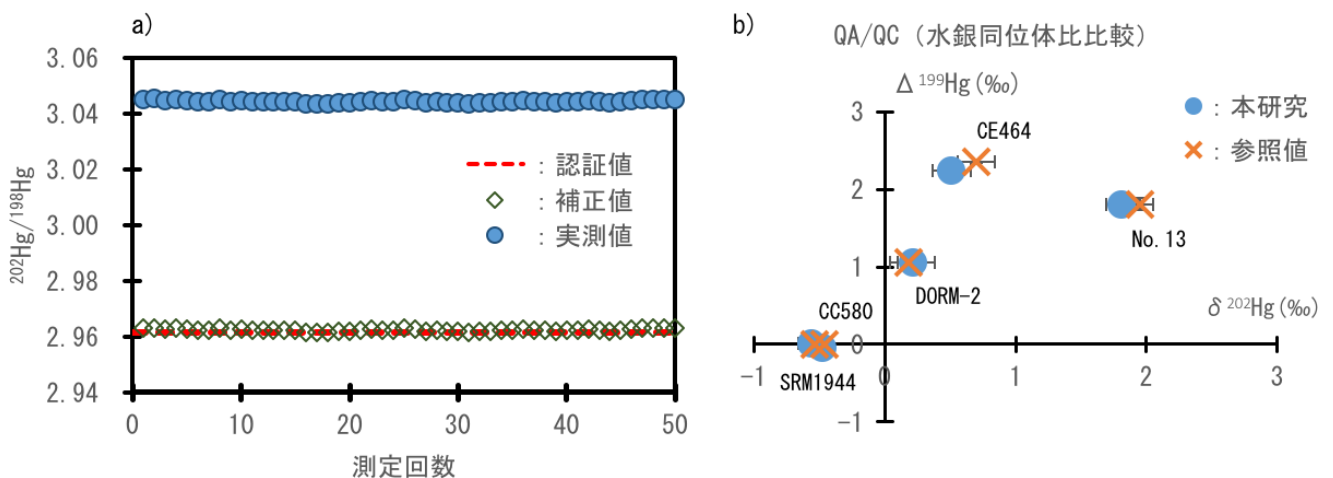 a)
3.06
3.04
3.02
3.00
2.98
2.96
2.94
²⁰²Hg/¹⁹⁸Hg
0
10
20
30
40
50
測定回数
：認証値
：補正値
：実測値
b)
QA/QC（水銀同位体比比較）
Δ¹⁹⁹Hg(‰)
：本研究
：参照値
3
2
1
0
-1
CE464
No.13
DORM-2
CC580
SRM1944
δ²⁰²Hg(‰)
-1
0
1
2
3